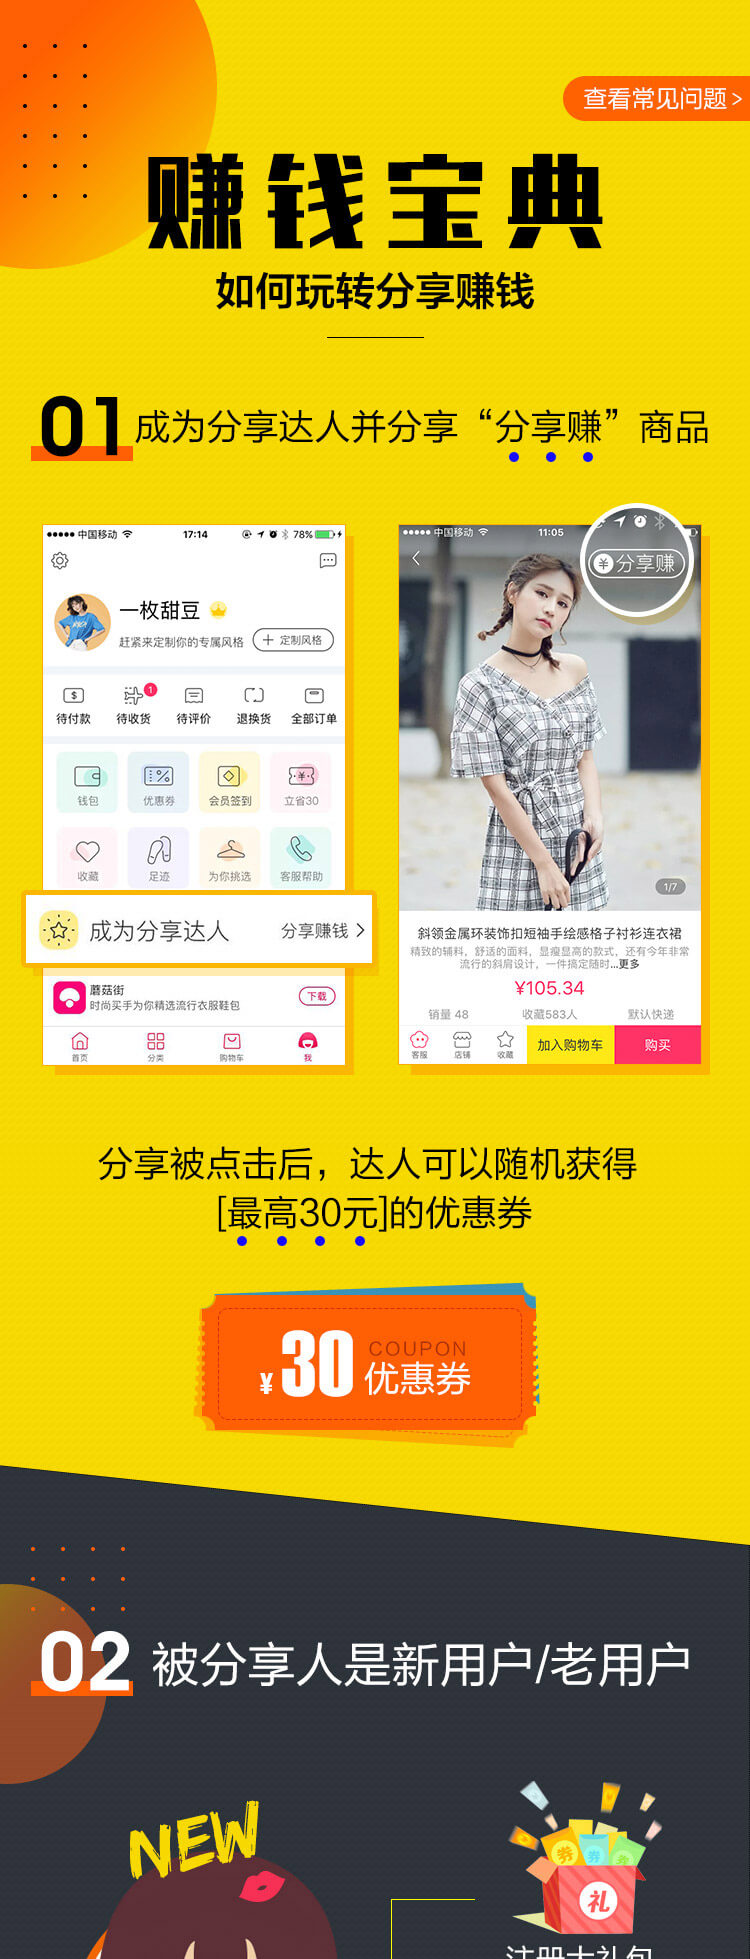 查看常见问题 >
赚钱宝典
如何玩转分享赚钱
01 成为分享达人并分享“分享赚”商品
中国移动 17:14 78%
一枚甜豆
赶紧来定制你的专属风格 + 定制风格
1
待付款 待收货 待评价 退换货 全部订单
钱包 优惠券 会员签到 立省30
收藏 足迹 为你挑选 客服帮助
成为分享达人 分享赚钱 >
蘑菇街
时尚买手为你精选流行衣服鞋包 下载
首页 分类 购物车 我
中国移动 11:05
¥ 分享赚
1/7
斜领金属环装饰扣短袖手绘感格子衬衫连衣裙
精致的辅料，舒适的面料，显瘦显高的款式，还有今年非常
流行的斜肩设计，一件搞定随时...更多
¥105.34
销量 48 收藏583人 默认快递
客服 店铺 收藏 加入购物车 购买
分享被点击后，达人可以随机获得
[最高30元]的优惠券
¥30 COUPON
优惠券
02 被分享人是新用户/老用户
NEW
券 券
礼
注册大礼包